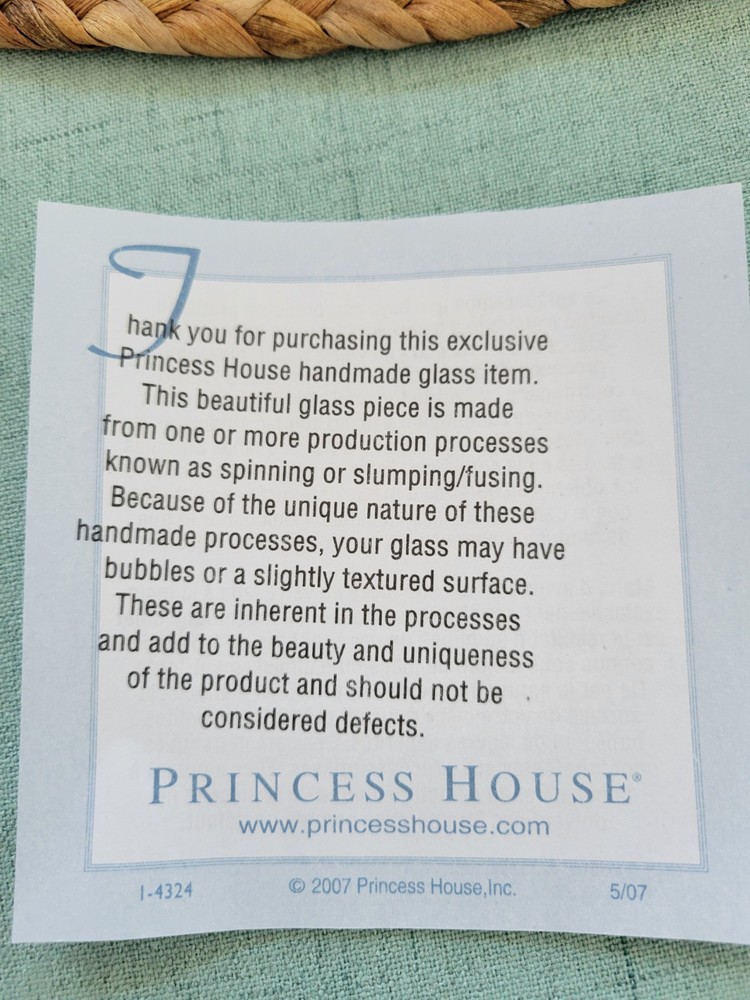 Thank you for purchasing this exclusive
Princess House handmade glass item.
This beautiful glass piece is made
from one or more production processes
known as spinning or slumping/fusing.
Because of the unique nature of these
handmade processes, your glass may have
bubbles or a slightly textured surface.
These are inherent in the processes
and add to the beauty and uniqueness
of the product and should not be
considered defects.
PRINCESS HOUSE®
www.princesshouse.com
1-4324 © 2007 Princess House,Inc. 5/07